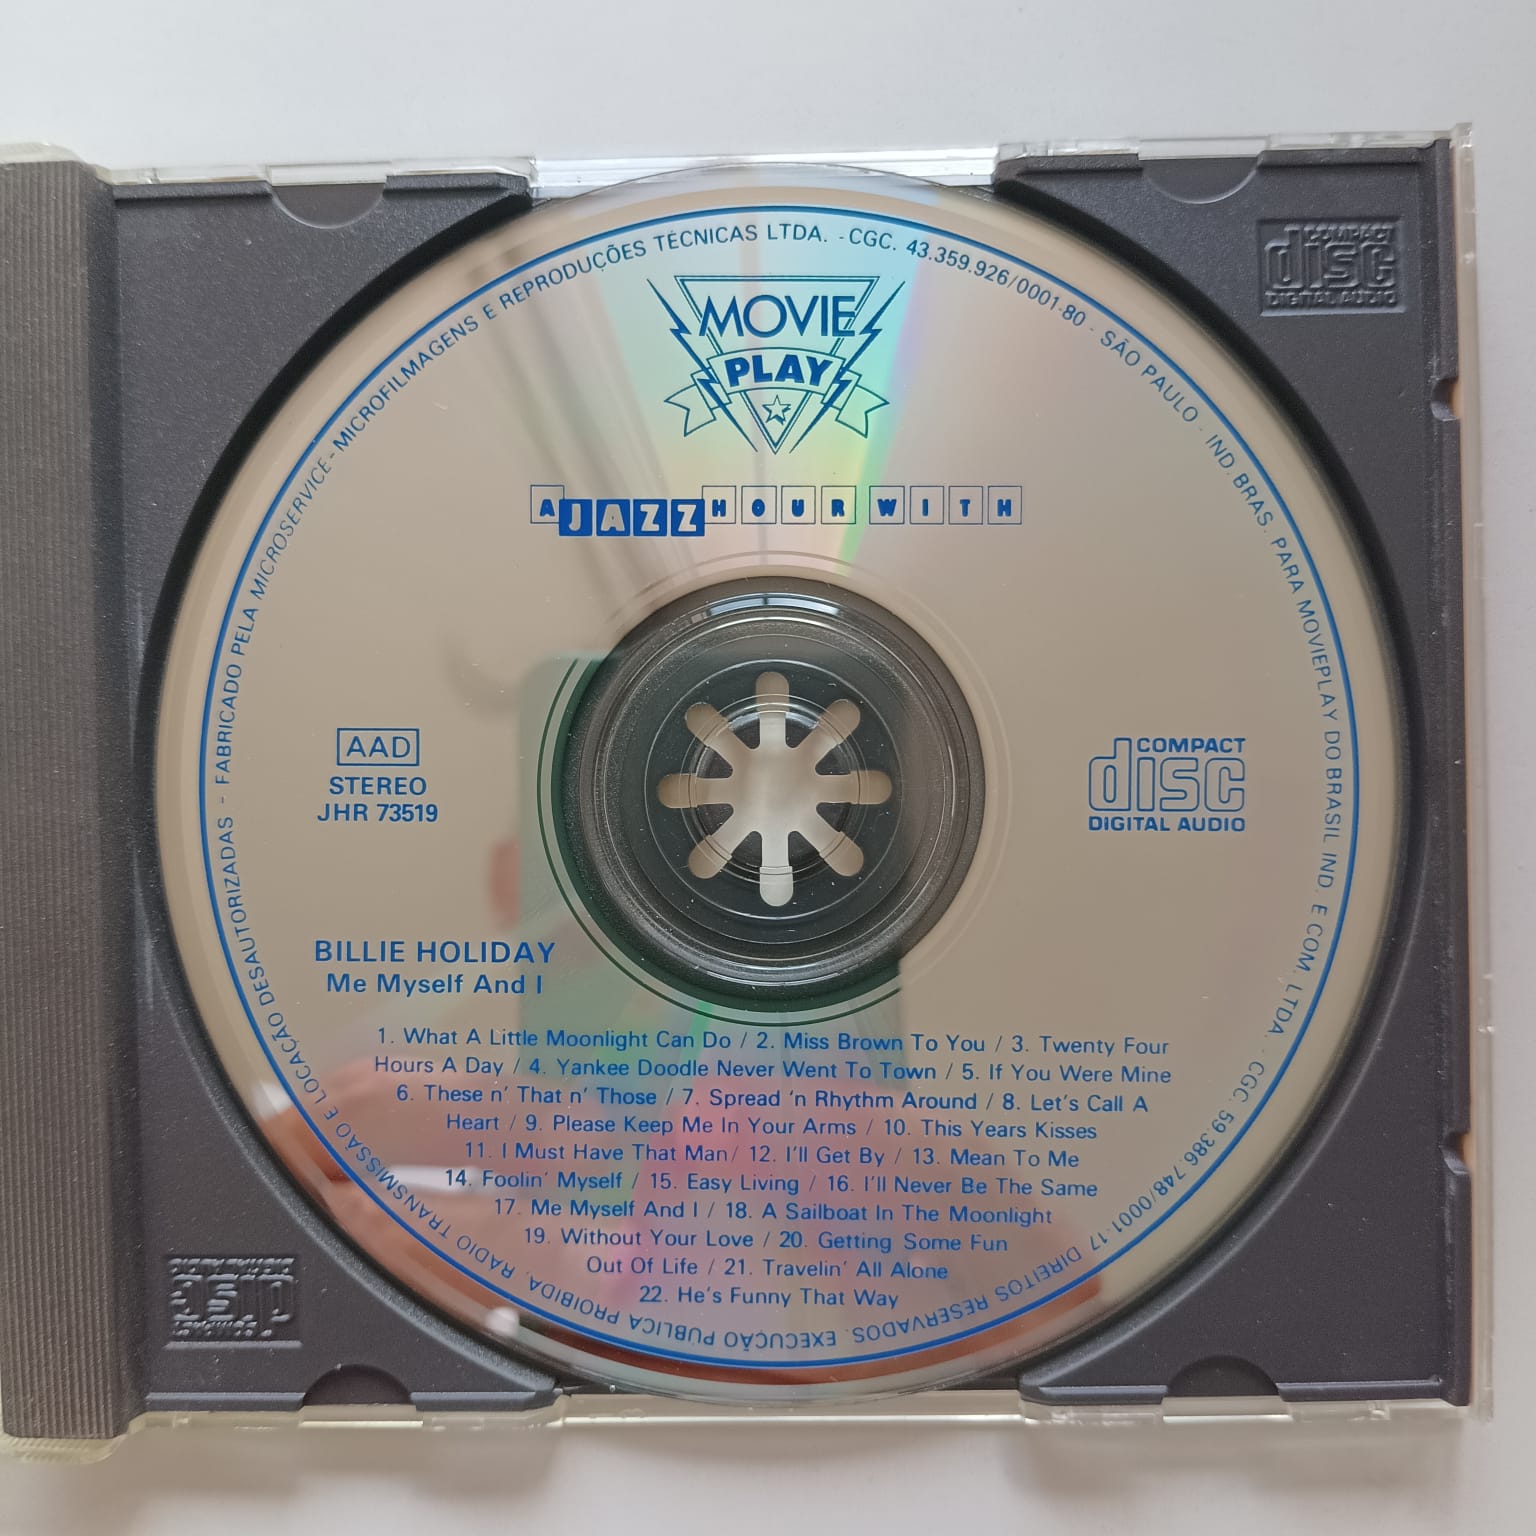 FABRICADO PELA MICROSERVICE - MICROFILMAGENS E REPRODUÇÕES TÉCNICAS LTDA. - CGC. 43.359.926/0001-80 - SÃO PAULO - IND. BRAS. PARA MOVIEPLAY DO BRASIL IND. E COM. LTDA. - CGC. 59.386.748/0001.17 DIREITOS RESERVADOS. EXECUÇÃO PUBLICA PROIBIDA. RADIO TRANSMISSÃO E LOCAÇÃO DESAUTORIZADAS -
MOVIE
PLAY
A JAZZ HOUR WITH
AAD
STEREO
JHR 73519
COMPACT
disc
DIGITAL AUDIO
BILLIE HOLIDAY
Me Myself And I
1. What A Little Moonlight Can Do / 2. Miss Brown To You / 3. Twenty Four
Hours A Day / 4. Yankee Doodle Never Went To Town / 5. If You Were Mine
6. These n' That n' Those / 7. Spread 'n Rhythm Around / 8. Let's Call A
Heart / 9. Please Keep Me In Your Arms / 10. This Years Kisses
11. I Must Have That Man / 12. I'll Get By / 13. Mean To Me
14. Foolin' Myself / 15. Easy Living / 16. I'll Never Be The Same
17. Me Myself And I / 18. A Sailboat In The Moonlight
19. Without Your Love / 20. Getting Some Fun
Out Of Life / 21. Travelin' All Alone
22. He's Funny That Way
COMPACT
disc
DIGITAL AUDIO
COMPACT
disc
DIGITAL AUDIO